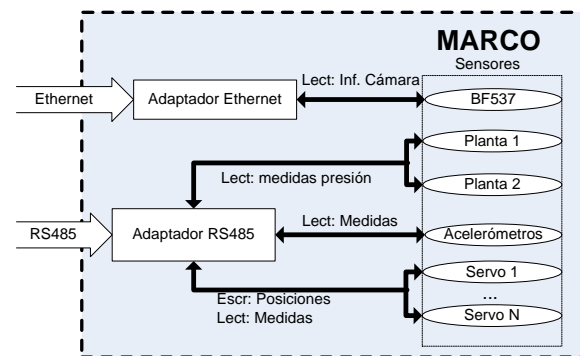 MARCO
Sensores
Lect: Inf. Cámara
Ethernet
Adaptador Ethernet
BF537
Planta 1
Lect: medidas presión
Planta 2
RS485
Adaptador RS485
Lect: Medidas
Acelerómetros
Servo 1
Escr: Posiciones
Lect: Medidas
...
Servo N